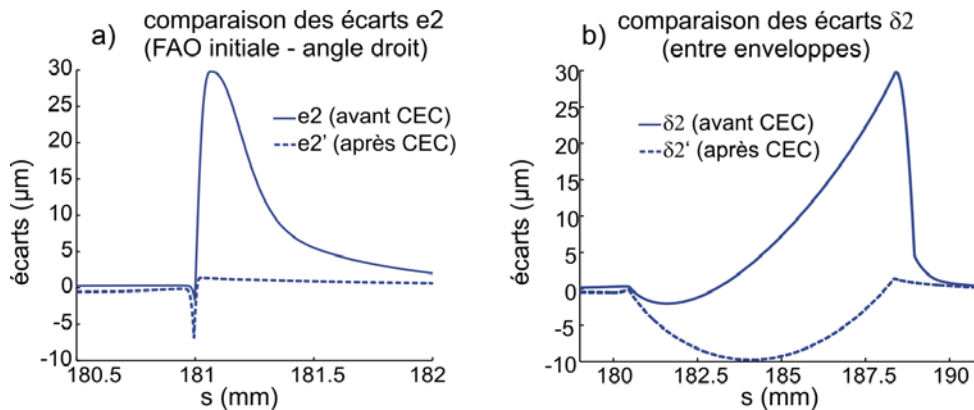 a)
comparaison des écarts e2
(FAO initiale - angle droit)
30
25
20
15
10
5
0
-5
-10
écarts (µm)
e2 (avant CEC)
e2' (après CEC)
180.5 181 181.5 182
s (mm)
b)
comparaison des écarts δ2
(entre enveloppes)
30
25
20
15
10
5
0
-5
-10
écarts (µm)
δ2 (avant CEC)
δ2' (après CEC)
180 182.5 185 187.5 190
s (mm)